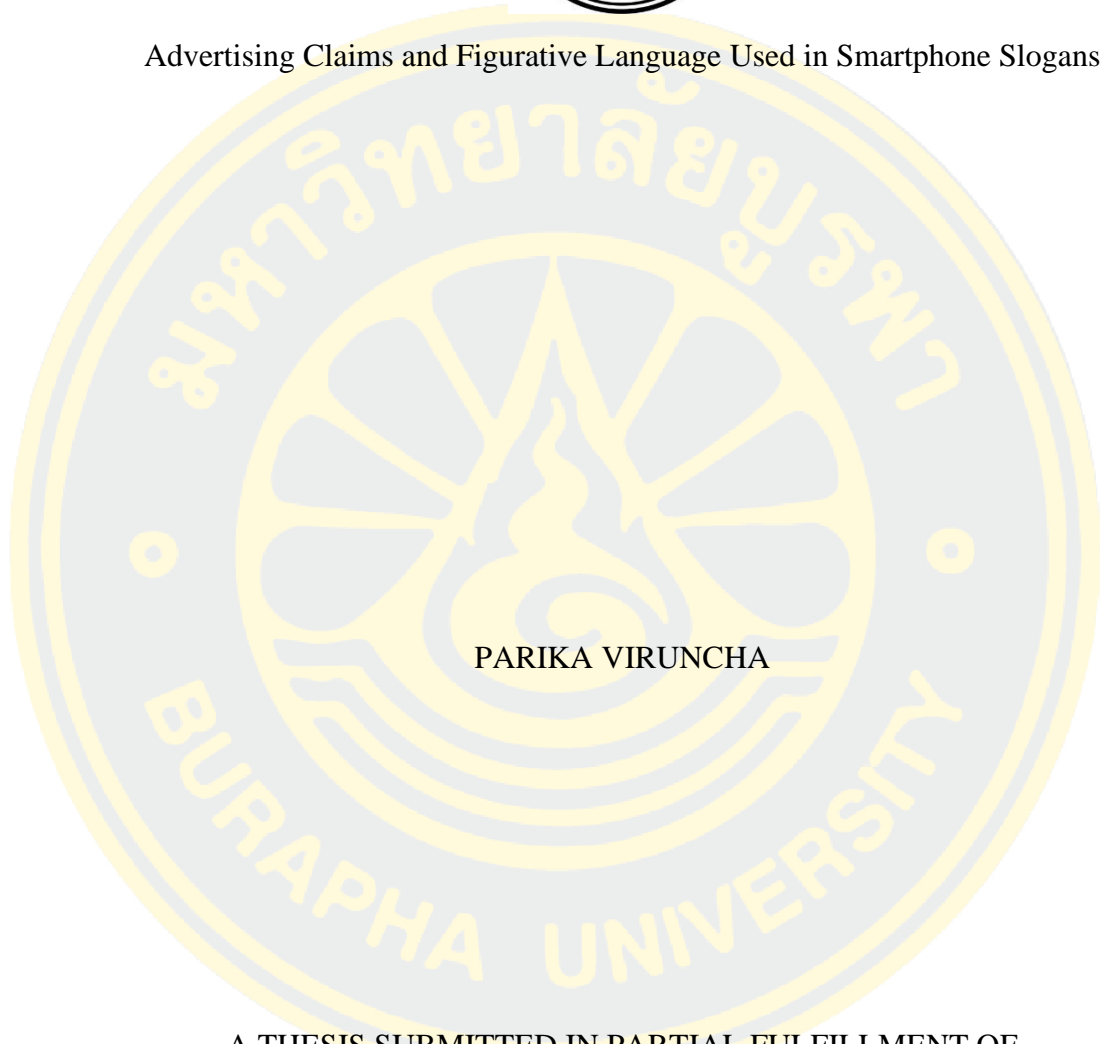 Advertising Claims and Figurative Language Used in Smartphone Slogans
มหาวิทยาลัยบูรพา
PARIKA VIRUNCHA
BURAPHA UNIVERSITY
A THESIS SUBMITTED IN PARTIAL FULFILLMENT OF